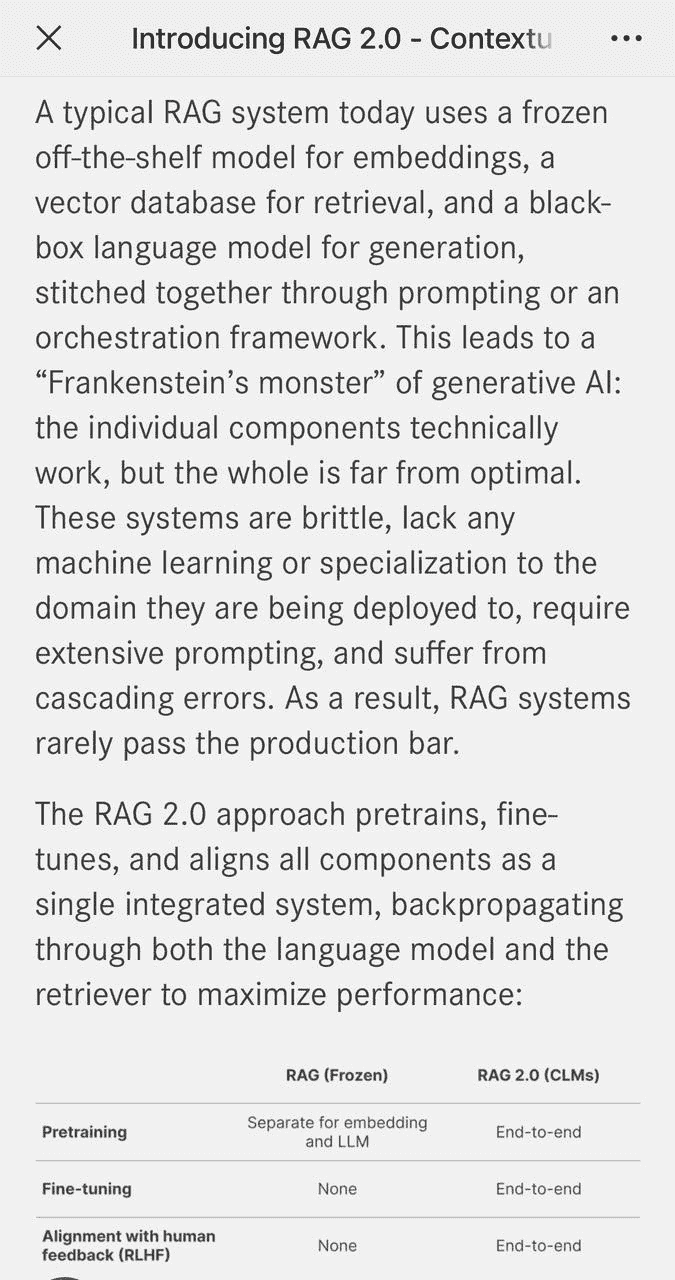 Introducing RAG 2.0 - Contextu
A typical RAG system today uses a frozen
off-the-shelf model for embeddings, a
vector database for retrieval, and a black-
box language model for generation,
stitched together through prompting or an
orchestration framework. This leads to a
“Frankenstein’s monster” of generative AI:
the individual components technically
work, but the whole is far from optimal.
These systems are brittle, lack any
machine learning or specialization to the
domain they are being deployed to, require
extensive prompting, and suffer from
cascading errors. As a result, RAG systems
rarely pass the production bar.
The RAG 2.0 approach pretrains, fine-
tunes, and aligns all components as a
single integrated system, backpropagating
through both the language model and the
retriever to maximize performance:
RAG (Frozen) RAG 2.0 (CLMs)
Pretraining Separate for embedding and LLM End-to-end
Fine-tuning None End-to-end
Alignment with human feedback (RLHF) None End-to-end